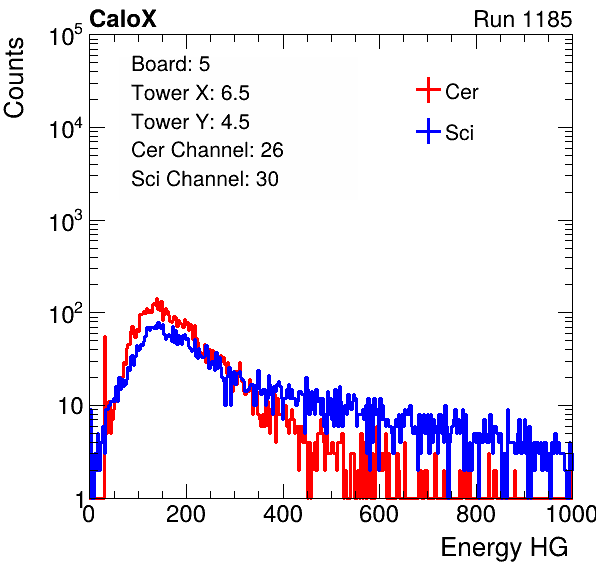 CaloX Run 1185
Counts
10^5
10^4
10^3
10^2
10
1
Board: 5
Tower X: 6.5
Tower Y: 4.5
Cer Channel: 26
Sci Channel: 30
Cer
Sci
0 200 400 600 800 1000
Energy HG